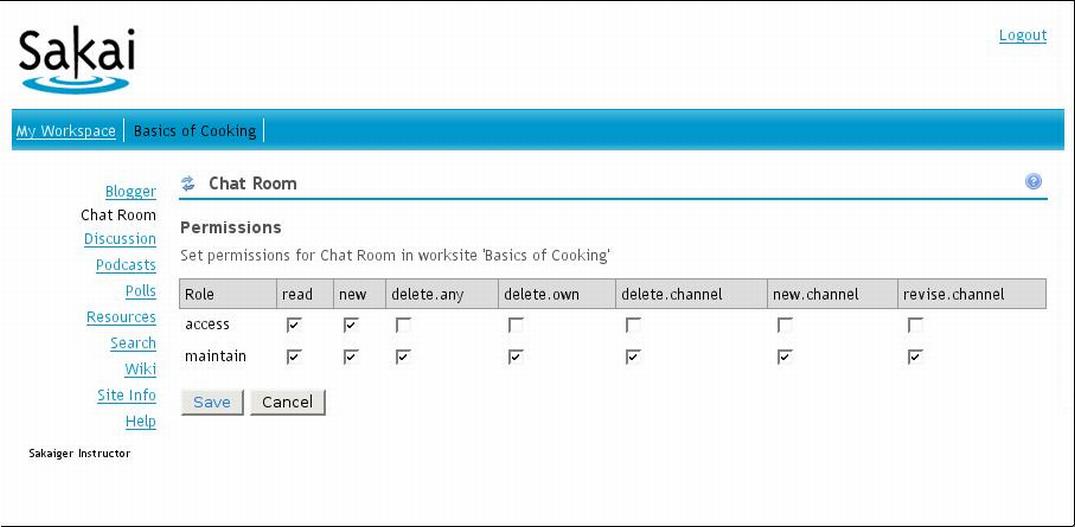 Sakai
Logout
My Workspace Basics of Cooking
Blogger
Chat Room
Discussion
Podcasts
Polls
Resources
Search
Wiki
Site Info
Help
Sakaiger Instructor
Chat Room ?
Permissions
Set permissions for Chat Room in worksite 'Basics of Cooking'
Role read new delete.any delete.own delete.channel new.channel revise.channel
access
maintain
Save Cancel